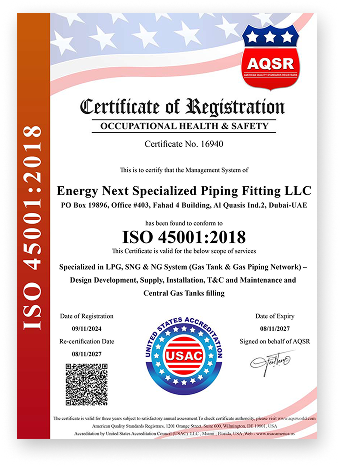 AQSR
AMERICAN QUALITY STANDARDS REGISTRARS
Certificate of Registration
OCCUPATIONAL HEALTH & SAFETY
Certificate No. 16940
This is to certify that the Management System of
Energy Next Specialized Piping Fitting LLC
PO Box 19896, Office #403, Fahad 4 Building, Al Quasis Ind.2, Dubai-UAE
has been found to conform to
ISO 45001:2018
This Certificate is valid for the below scope of services
Specialized in LPG, SNG & NG System (Gas Tank & Gas Piping Network) –
Design Development, Supply, Installation, T&C and Maintenance and
Central Gas Tanks filling
Date of Registration
09/11/2024
Re-certification Date
08/11/2027
UNITED STATES ACCREDITATION
USAC
Date of Expiry
08/11/2027
Signed on behalf of AQSR
ISO 45001:2018
The certificate is valid for three years subject to satisfactory annual assessment To check certificate authenticity, please visit www.aqsrworld.com
American Quality Standards Registrars, 1201 Orange Street, Suite 600, Wilmington, DE 19801, USA
Accreditation by United States Accreditation Council (USAC) LLC, Miami, Florida, USA, Web: